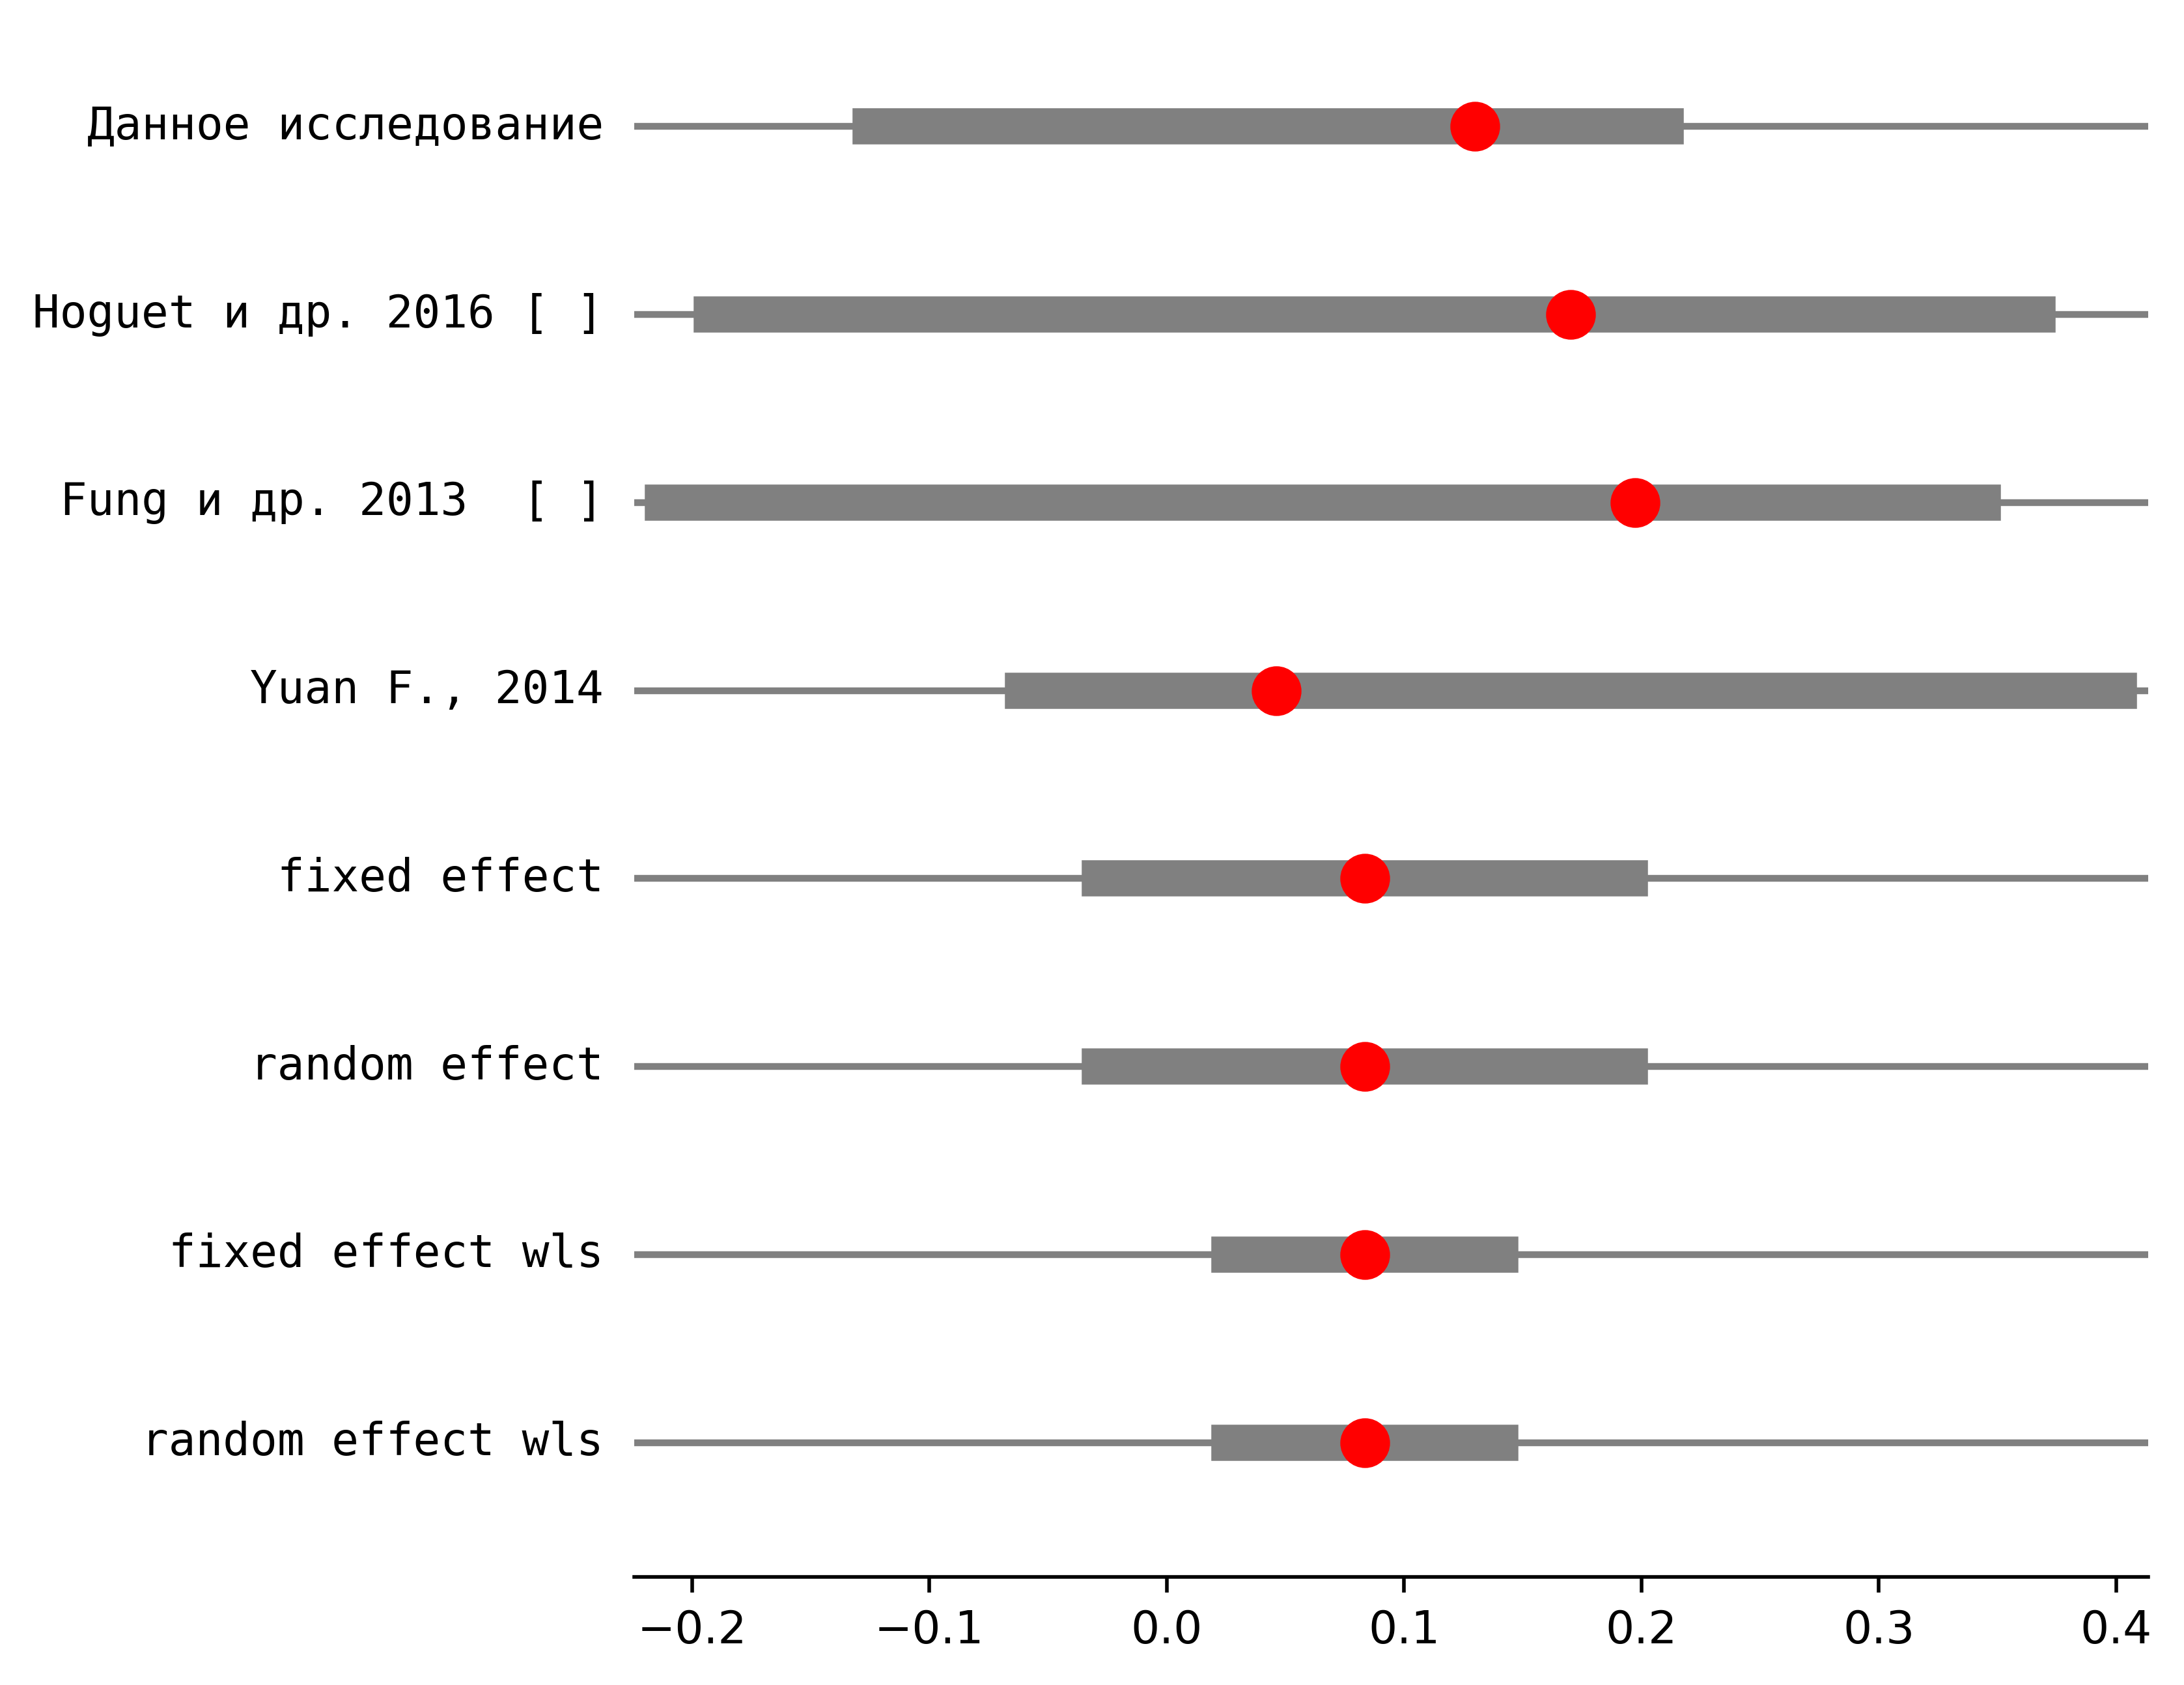 Данное исследование
Hoguet и др. 2016 [ ]
Fung и др. 2013  [ ]
Yuan F., 2014
fixed effect
random effect
fixed effect wls
random effect wls
−0.2 −0.1 0.0 0.1 0.2 0.3 0.4